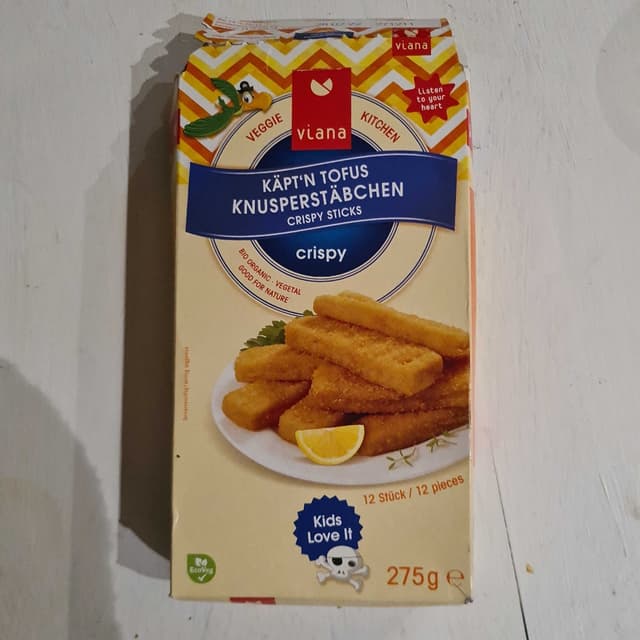 viana
listen
to your
heart
VEGGIE KITCHEN
viana
KÄPT'N TOFUS
KNUSPERSTÄBCHEN
CRISPY STICKS
crispy
BIO ORGANIC · VEGETAL
GOOD FOR NATURE
12 Stück / 12 pieces
Kids
Love It
EcoVeg
275g e